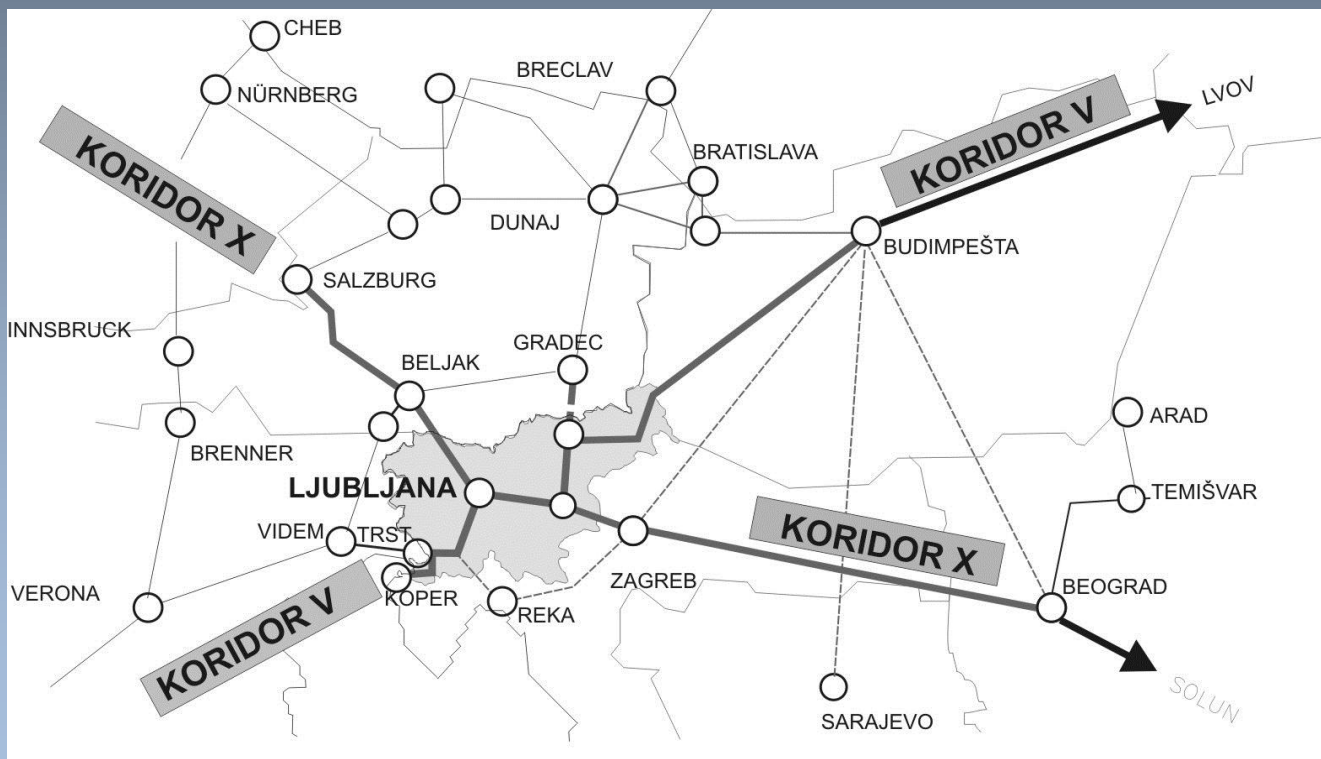 CHEB
BRECLAV
NÜRNBERG
KORIDOR V
LVOV
KORIDOR X
BRATISLAVA
DUNAJ
BUDIMPEŠTA
SALZBURG
INNSBRUCK
GRADEC
BELJAK
ARAD
BRENNER
LJUBLJANA
TEMIŠVAR
VIDEM
TRST
KORIDOR X
ZAGREB
BEOGRAD
VERONA
KOPER
REKA
KORIDOR V
SOLUN
SARAJEVO